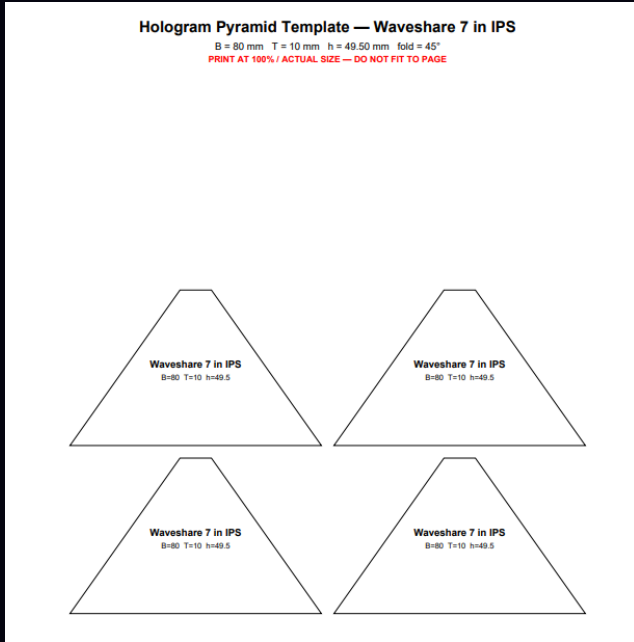 Hologram Pyramid Template — Waveshare 7 in IPS
B = 80 mm T = 10 mm h = 49.50 mm fold = 45°
PRINT AT 100% / ACTUAL SIZE — DO NOT FIT TO PAGE
Waveshare 7 in IPS
B=80 T=10 h=49.5
Waveshare 7 in IPS
B=80 T=10 h=49.5
Waveshare 7 in IPS
B=80 T=10 h=49.5
Waveshare 7 in IPS
B=80 T=10 h=49.5